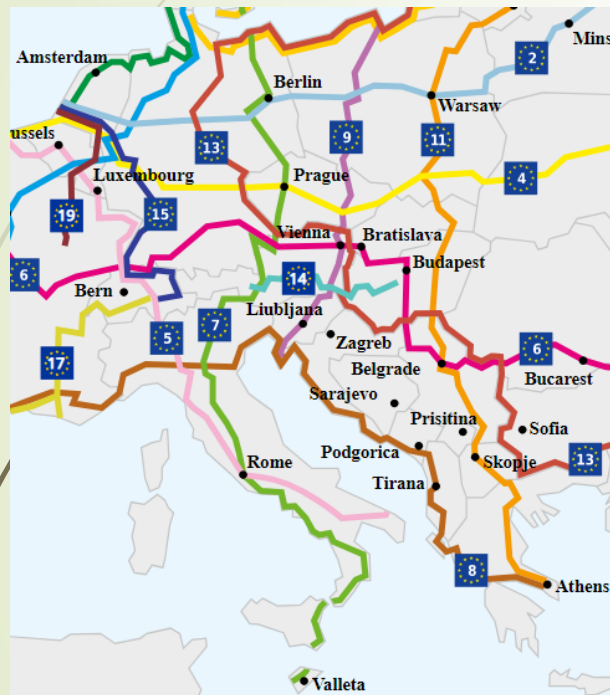 Amsterdam
Mins
2
Berlin
Warsaw
11
9
13
ussels
4
Luxembourg
Prague
19
15
Vienna
Bratislava
6
14
Budapest
Bern
Liubljana
7
5
Zagreb
6
17
Belgrade
Bucarest
Sarajevo
Prisitina
Sofia
Podgorica
Rome
Skopje
13
Tirana
8
Athens
Valleta